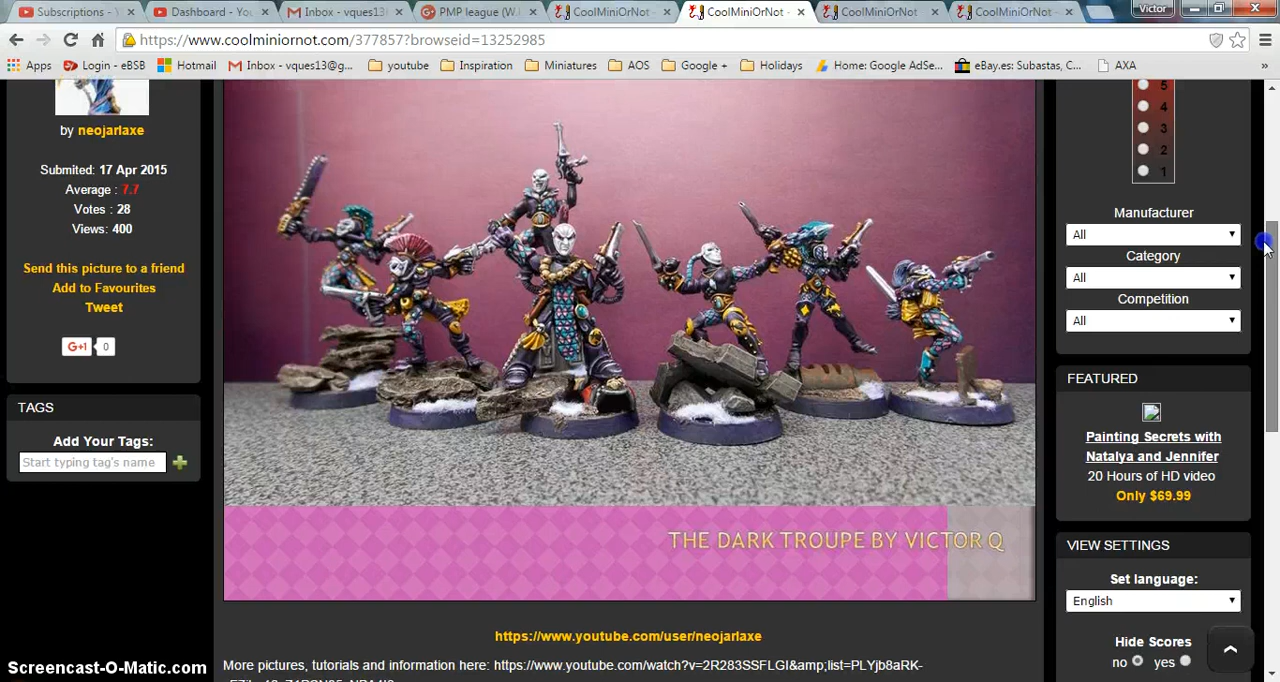 Subscriptions - Y
Dashboard - You
Inbox - vques13
PMP league (W.I
CoolMiniOrNot -
CoolMiniOrNot -
CoolMiniOrNot
CoolMiniOrNot -
Victor
https://www.coolminiornot.com/377857?browseid=13252985
Apps
Login - eBSB
Hotmail
Inbox - vques13@g...
youtube
Inspiration
Miniatures
AOS
Google +
Holidays
Home: Google AdSe...
eBay.es: Subastas, C...
AXA
»
by neojarlaxe
Submited: 17 Apr 2015
Average : 7.7
Votes : 28
Views: 400
Send this picture to a friend
Add to Favourites
Tweet
G+1 0
TAGS
Add Your Tags:
Start typing tag's name
THE DARK TROUPE BY VICTOR Q
https://www.youtube.com/user/neojarlaxe
More pictures, tutorials and information here: https://www.youtube.com/watch?v=2R283SSFLGI&amp;list=PLYjb8aRK-
5
4
3
2
1
Manufacturer
All
Category
All
Competition
All
FEATURED
Painting Secrets with
Natalya and Jennifer
20 Hours of HD video
Only $69.99
VIEW SETTINGS
Set language:
English
Hide Scores
no yes
Screencast-O-Matic.com